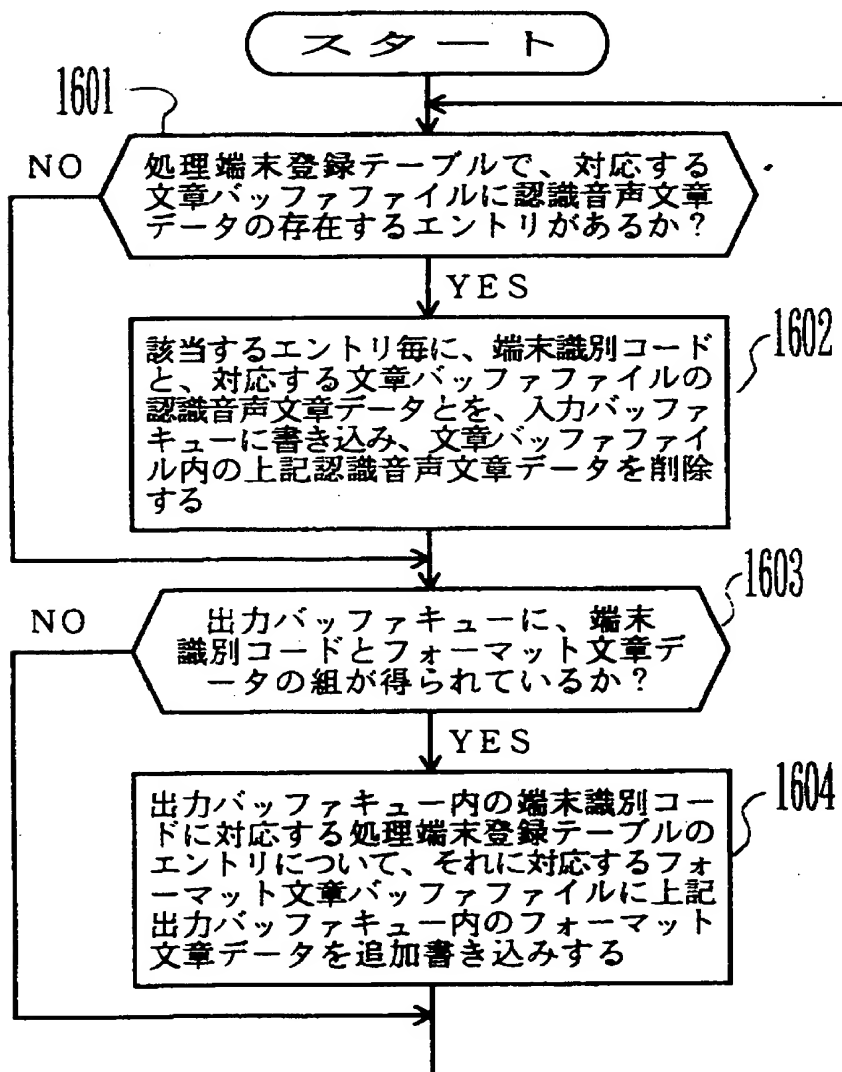 スタート
1601
NO
処理端末登録テーブルで、対応する
文章バッファファイルに認識音声文章
データの存在するエントリがあるか？
YES
1602
該当するエントリ毎に、端末識別コード
と、対応する文章バッファファイルの
認識音声文章データとを、入力バッファ
キューに書き込み、文章バッファファイ
ル内の上記認識音声文章データを削除
する
1603
NO
出力バッファキューに、端末
識別コードとフォーマット文章デ
ータの組が得られているか？
YES
1604
出力バッファキュー内の端末識別コー
ドに対応する処理端末登録テーブルの
エントリについて、それに対応するフォ
ーマット文章バッファファイルに上記
出力バッファキュー内のフォーマット
文章データを追加書き込みする